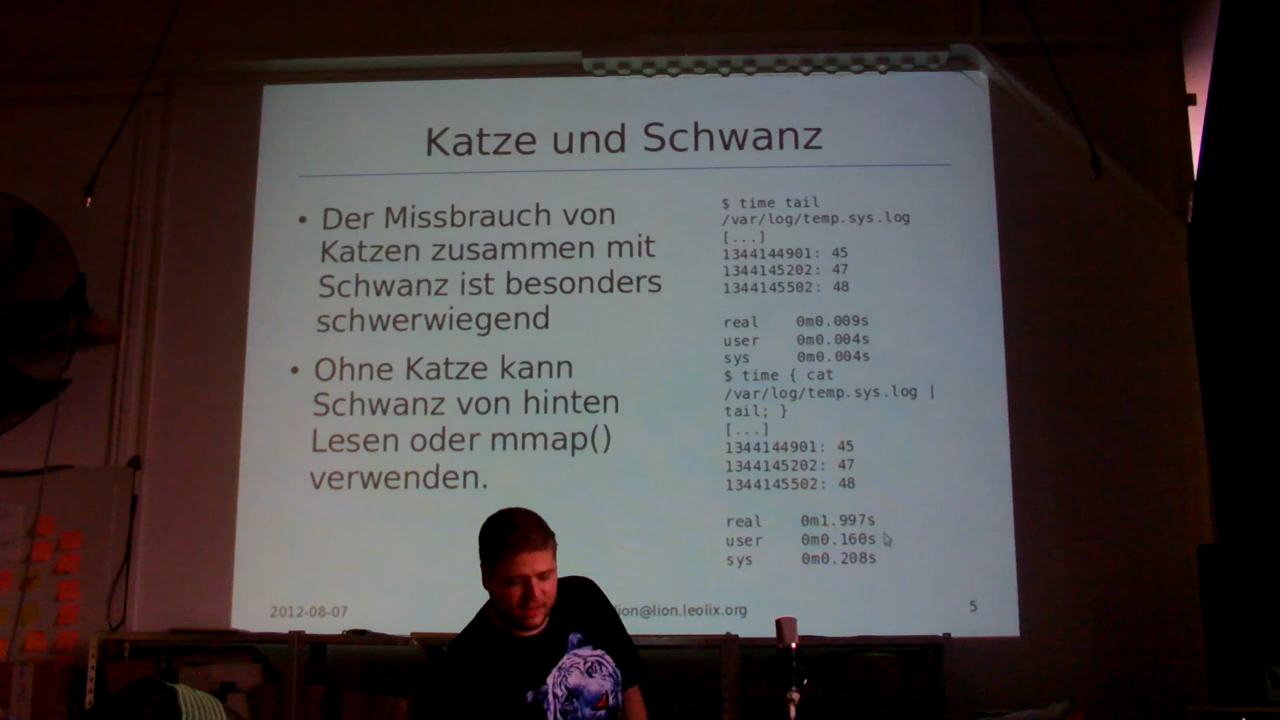 Katze und Schwanz
• Der Missbrauch von
Katzen zusammen mit
Schwanz ist besonders
schwerwiegend
• Ohne Katze kann
Schwanz von hinten
Lesen oder mmap()
verwenden.
$ time tail
/var/log/temp.sys.log
[...]
1344144901: 45
1344145202: 47
1344145502: 48
real 0m0.009s
user 0m0.004s
sys 0m0.004s
$ time { cat
/var/log/temp.sys.log |
tail; }
[...]
1344144901: 45
1344145202: 47
1344145502: 48
real 0m1.997s
user 0m0.160s
sys 0m0.208s
2012-08-07
ion@lion.leolix.org
5